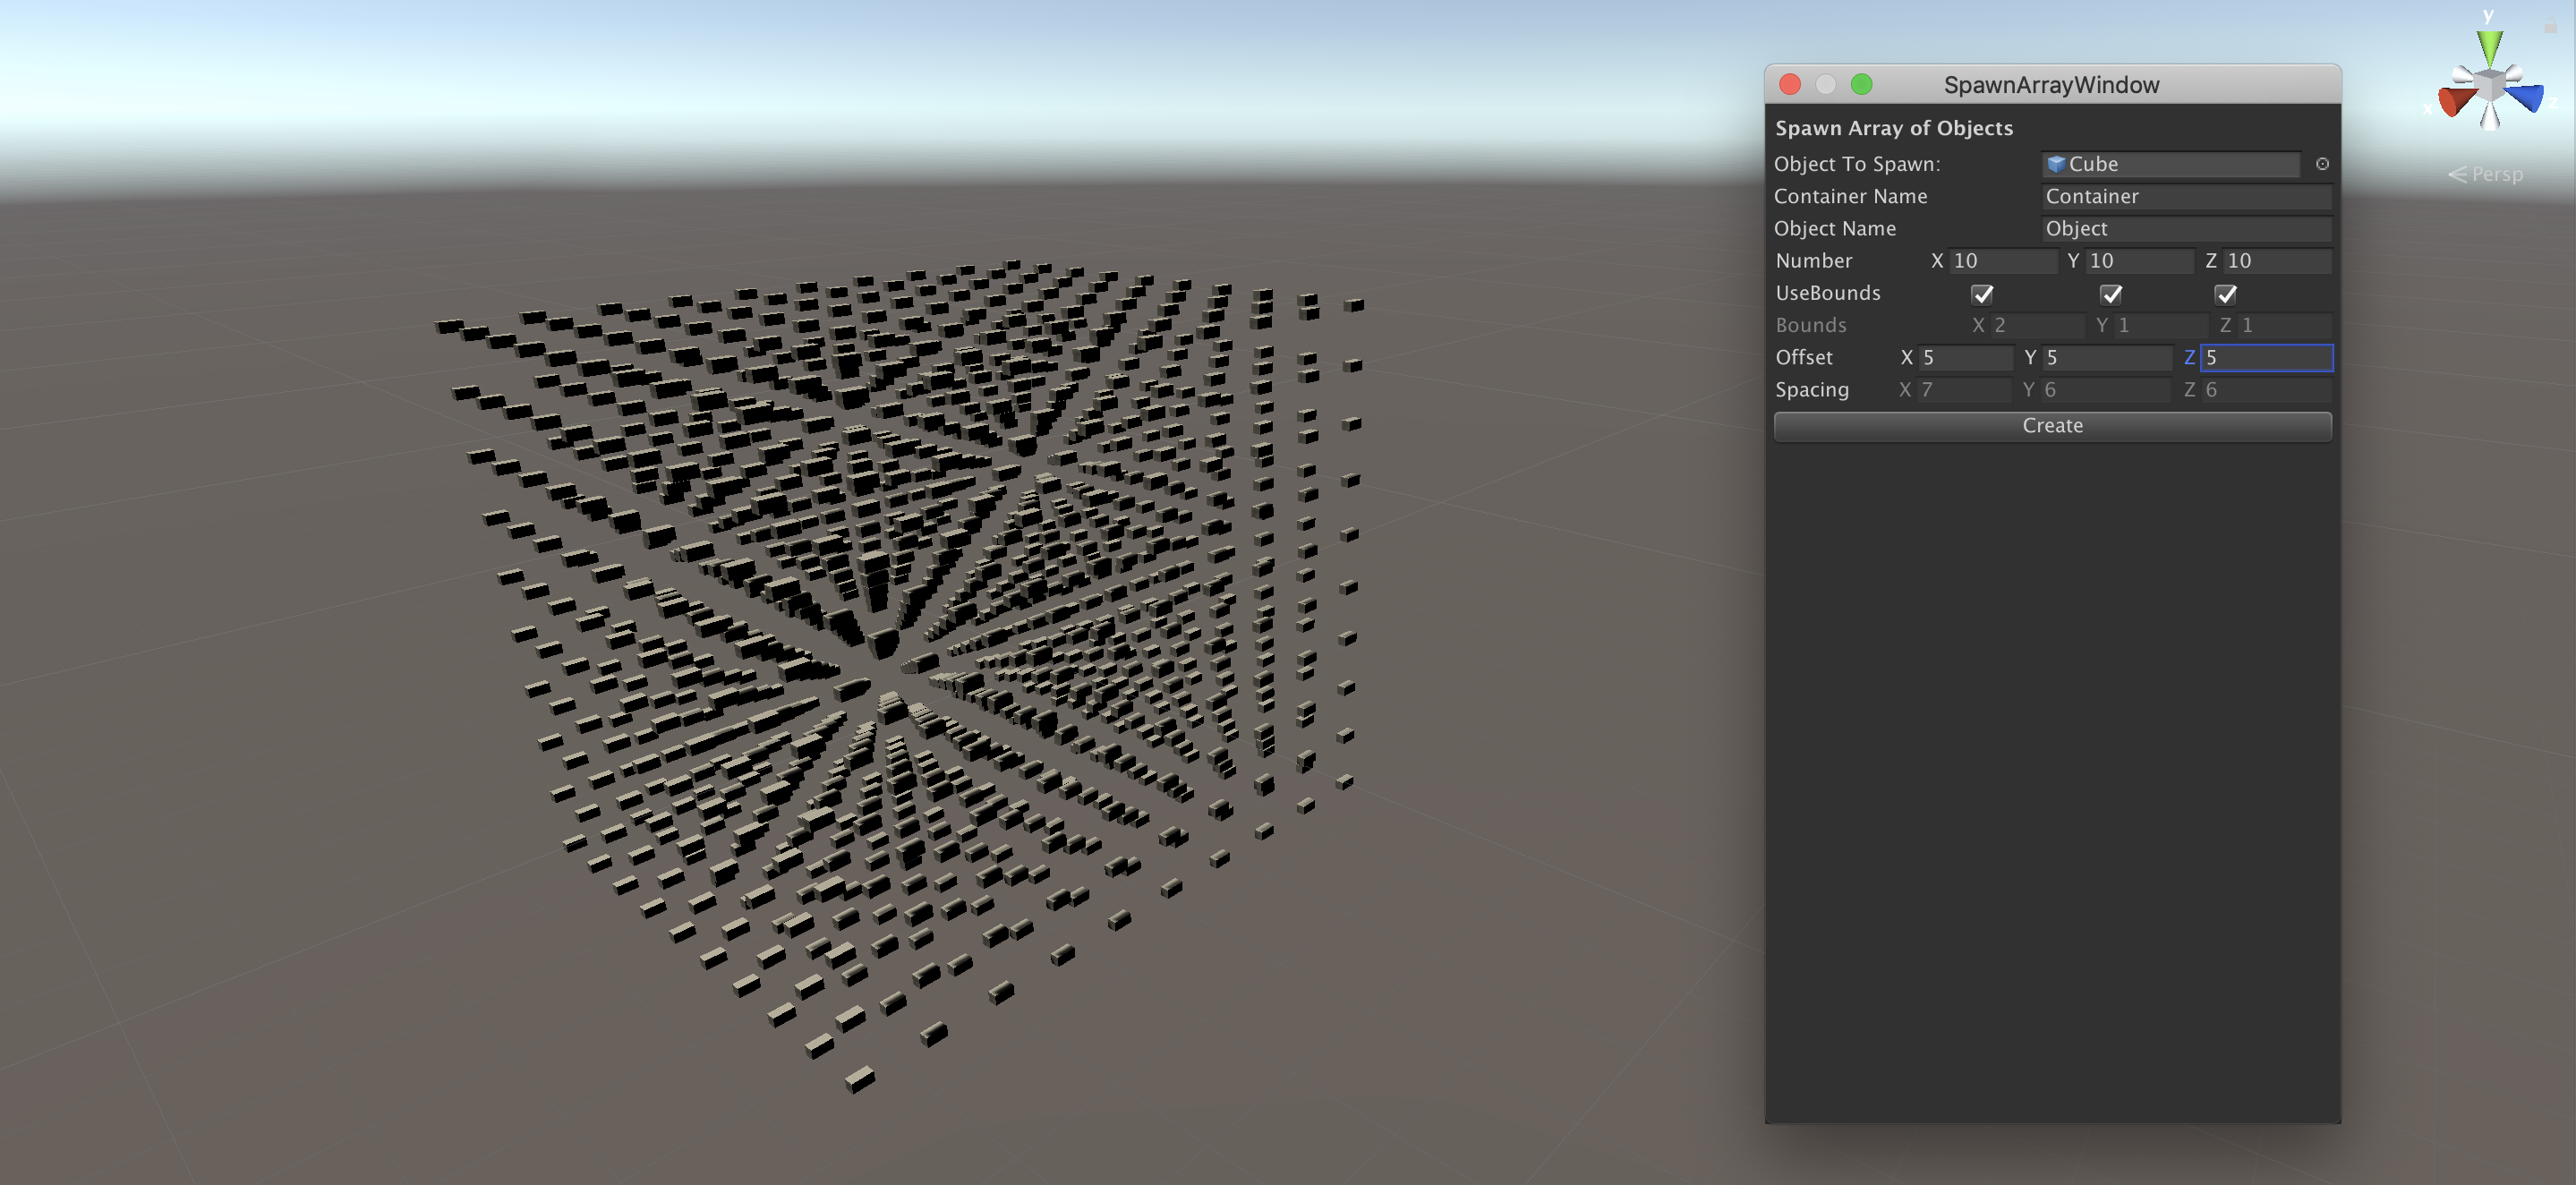 y
x
z
Persp
SpawnArrayWindow
Spawn Array of Objects
Object To Spawn: Cube
Container Name Container
Object Name Object
Number X 10 Y 10 Z 10
UseBounds
Bounds X 2 Y 1 Z 1
Offset X 5 Y 5 Z 5
Spacing X 7 Y 6 Z 6
Create